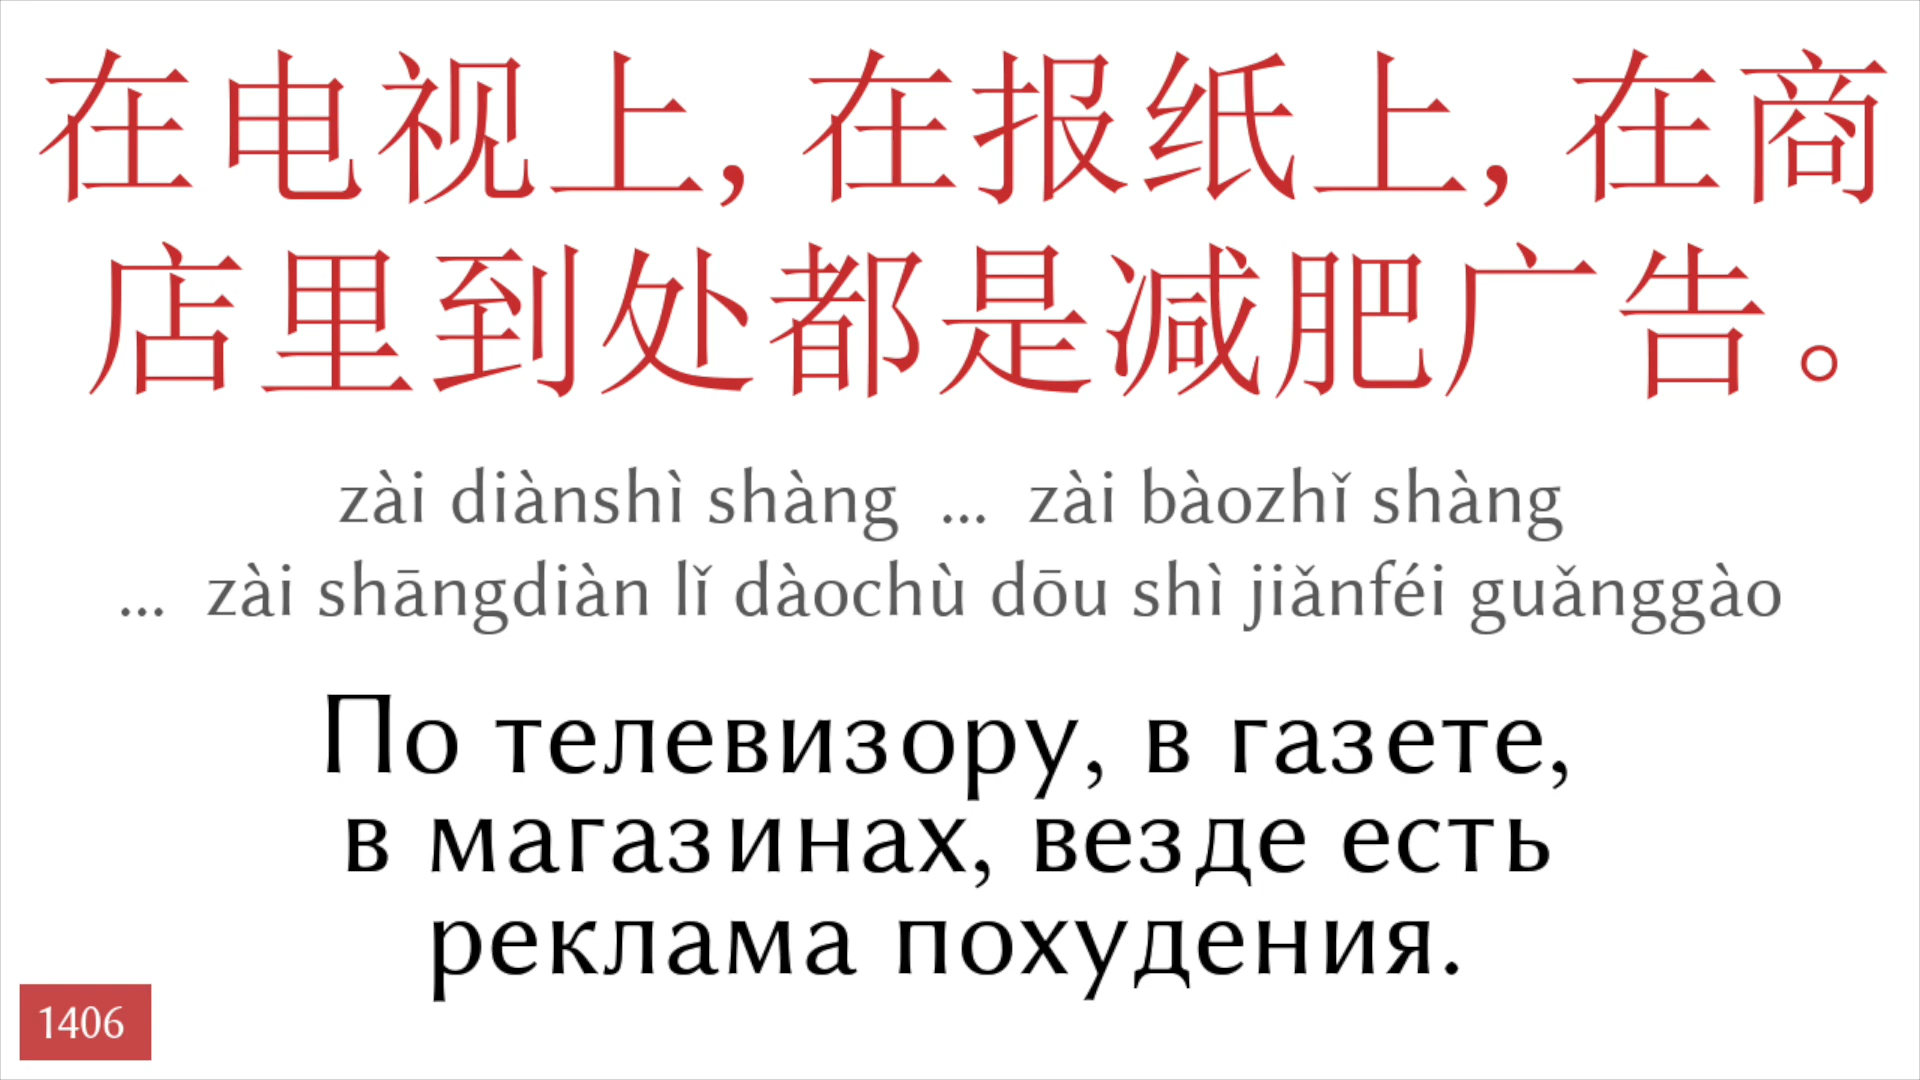 在电视上, 在报纸上, 在商
店里到处都是减肥广告。
zài diànshì shàng ... zài bàozhǐ shàng
... zài shāngdiàn lǐ dàochù dōu shì jiǎnféi guǎnggào
По телевизору, в газете,
в магазинах, везде есть
реклама похудения.
1406